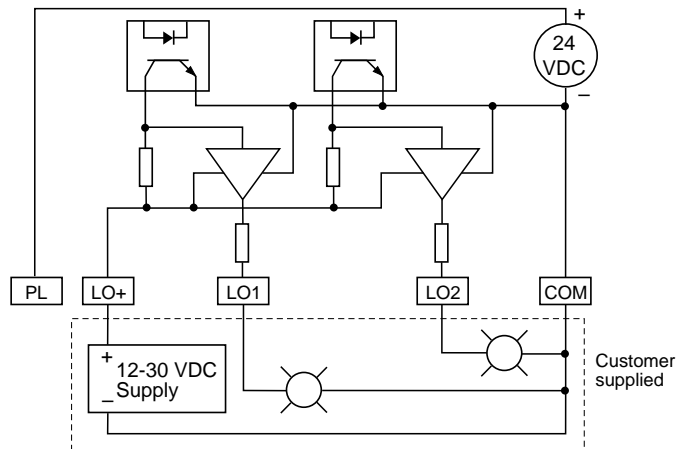 +
24
VDC
–
PL
LO+
LO1
LO2
COM
+
12-30 VDC
Supply
–
Customer
supplied